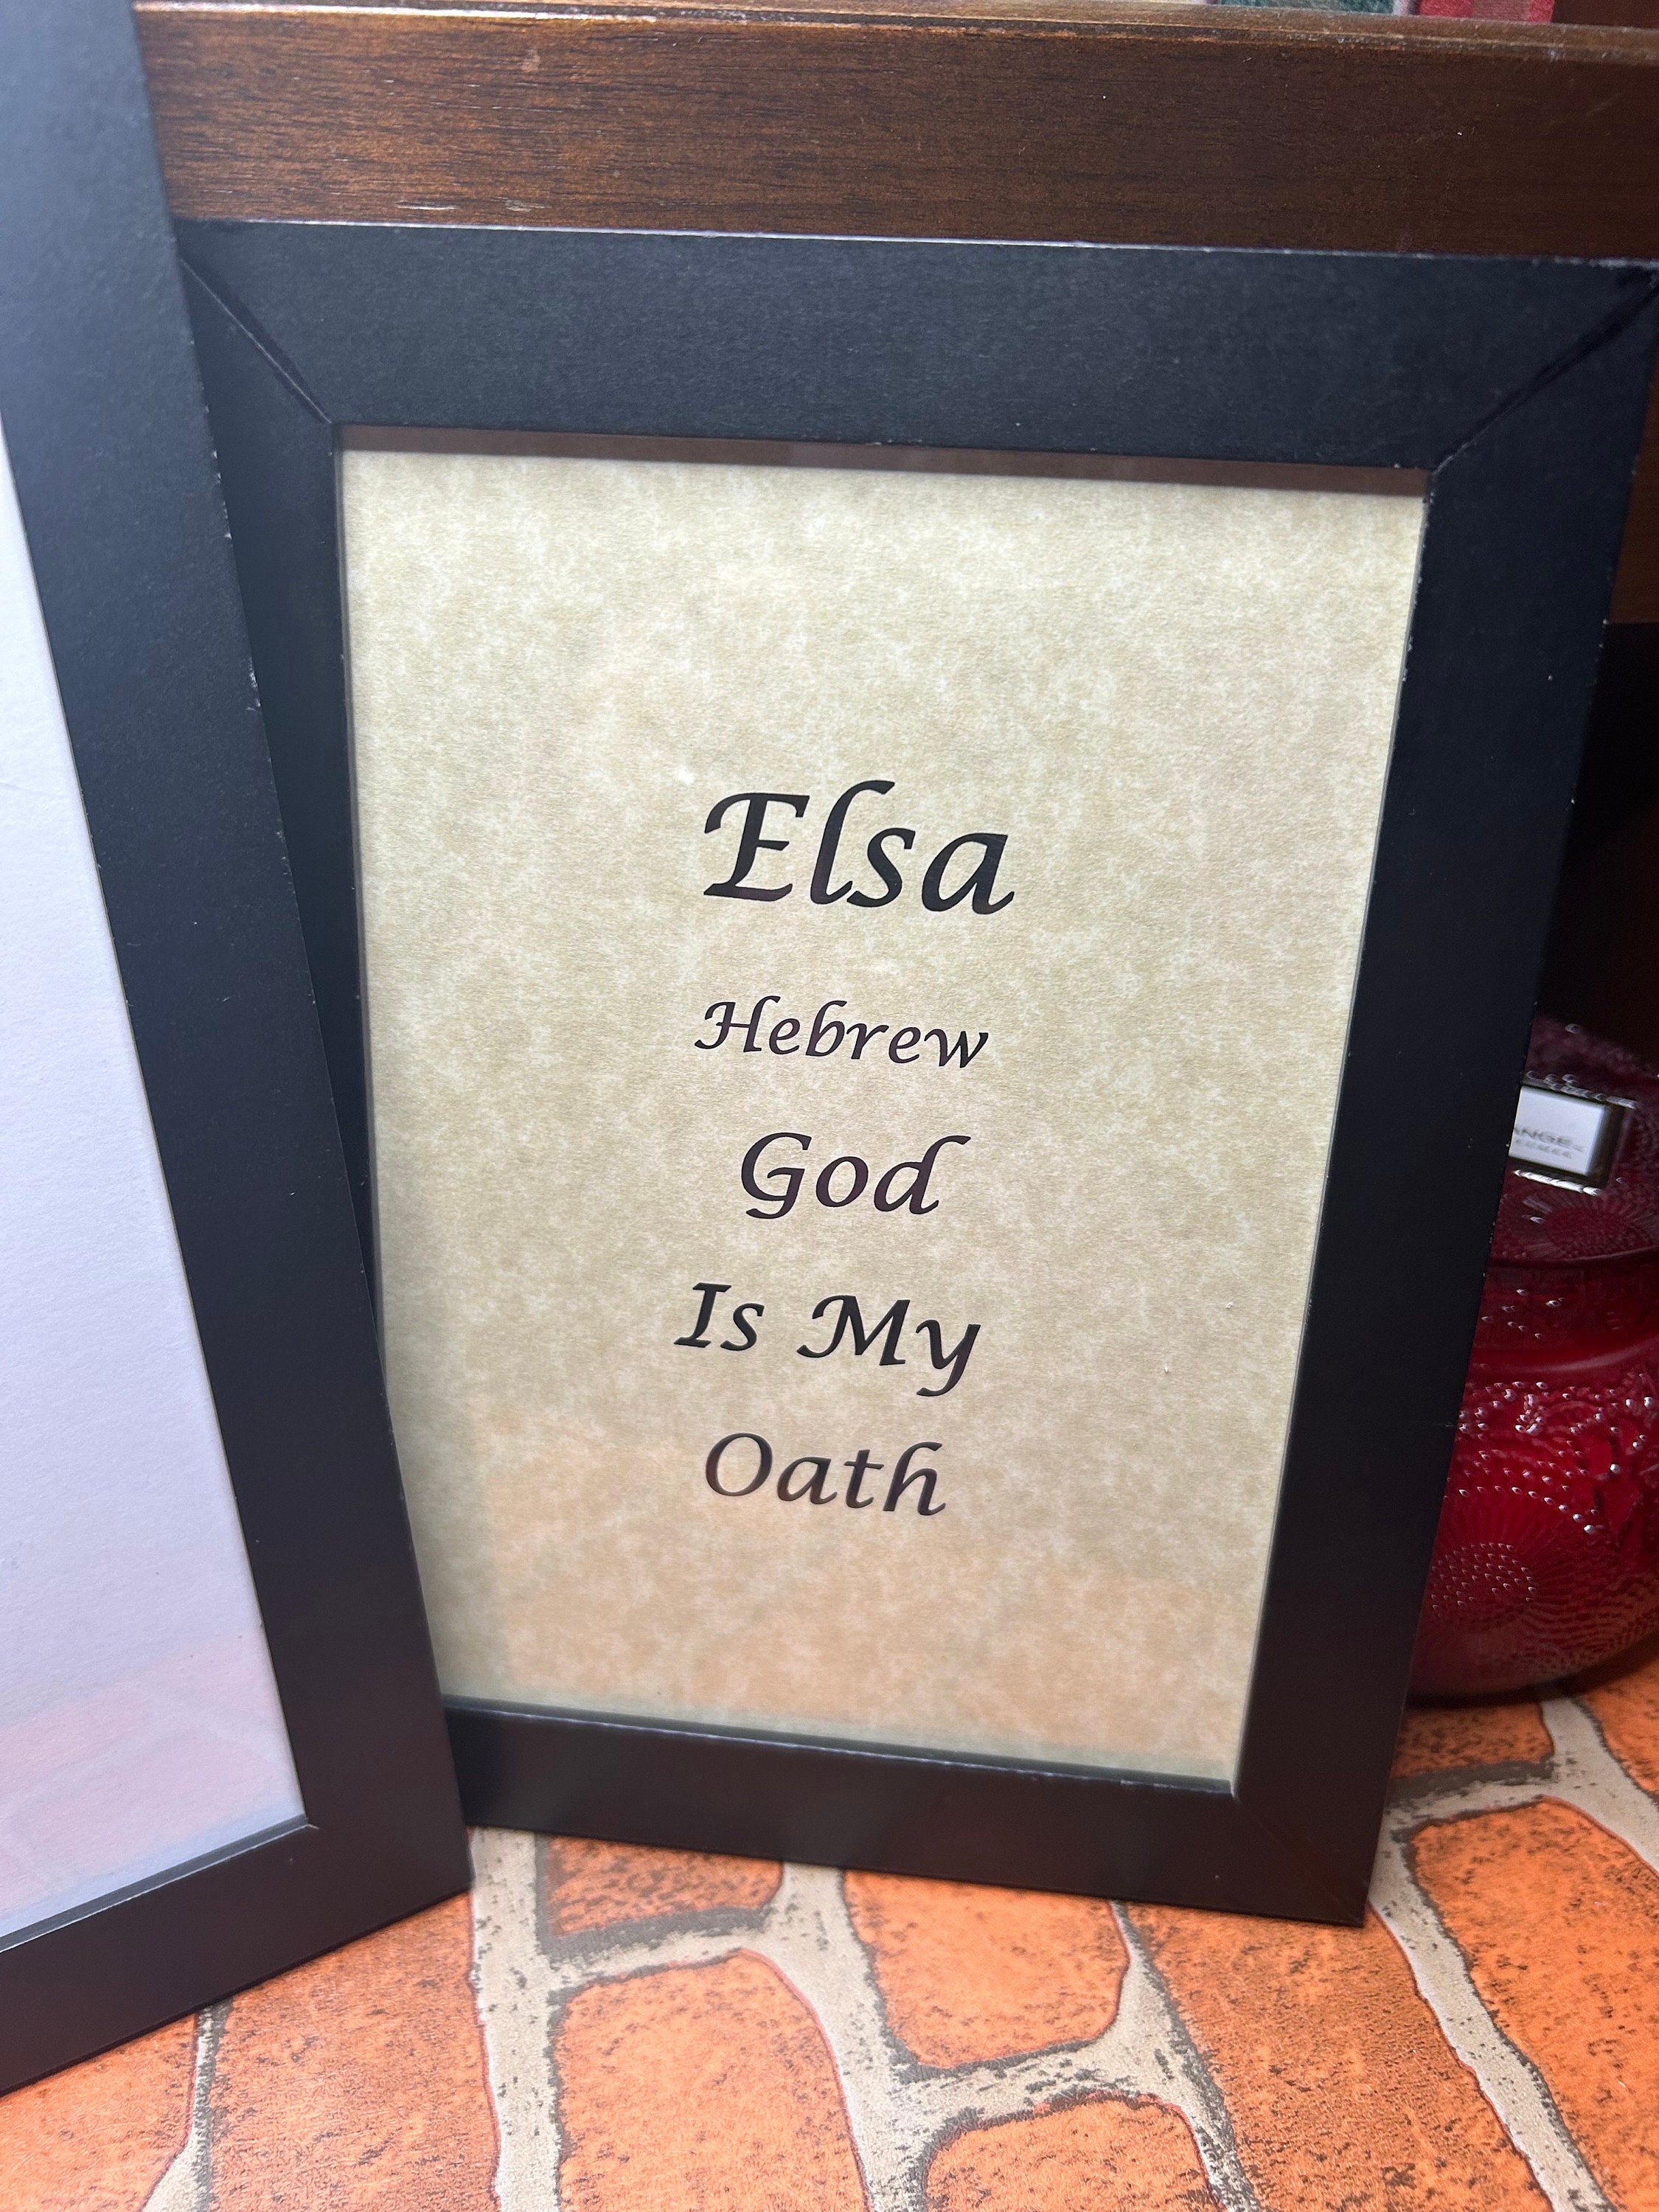 Elsa
Hebrew
God
Is My
Oath